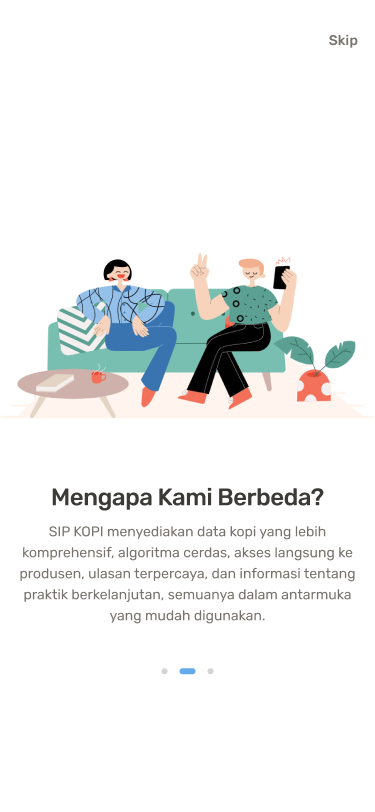 Skip
Mengapa Kami Berbeda?
SIP KOPI menyediakan data kopi yang lebih
komprehensif, algoritma cerdas, akses langsung ke
produsen, ulasan terpercaya, dan informasi tentang
praktik berkelanjutan, semuanya dalam antarmuka
yang mudah digunakan.